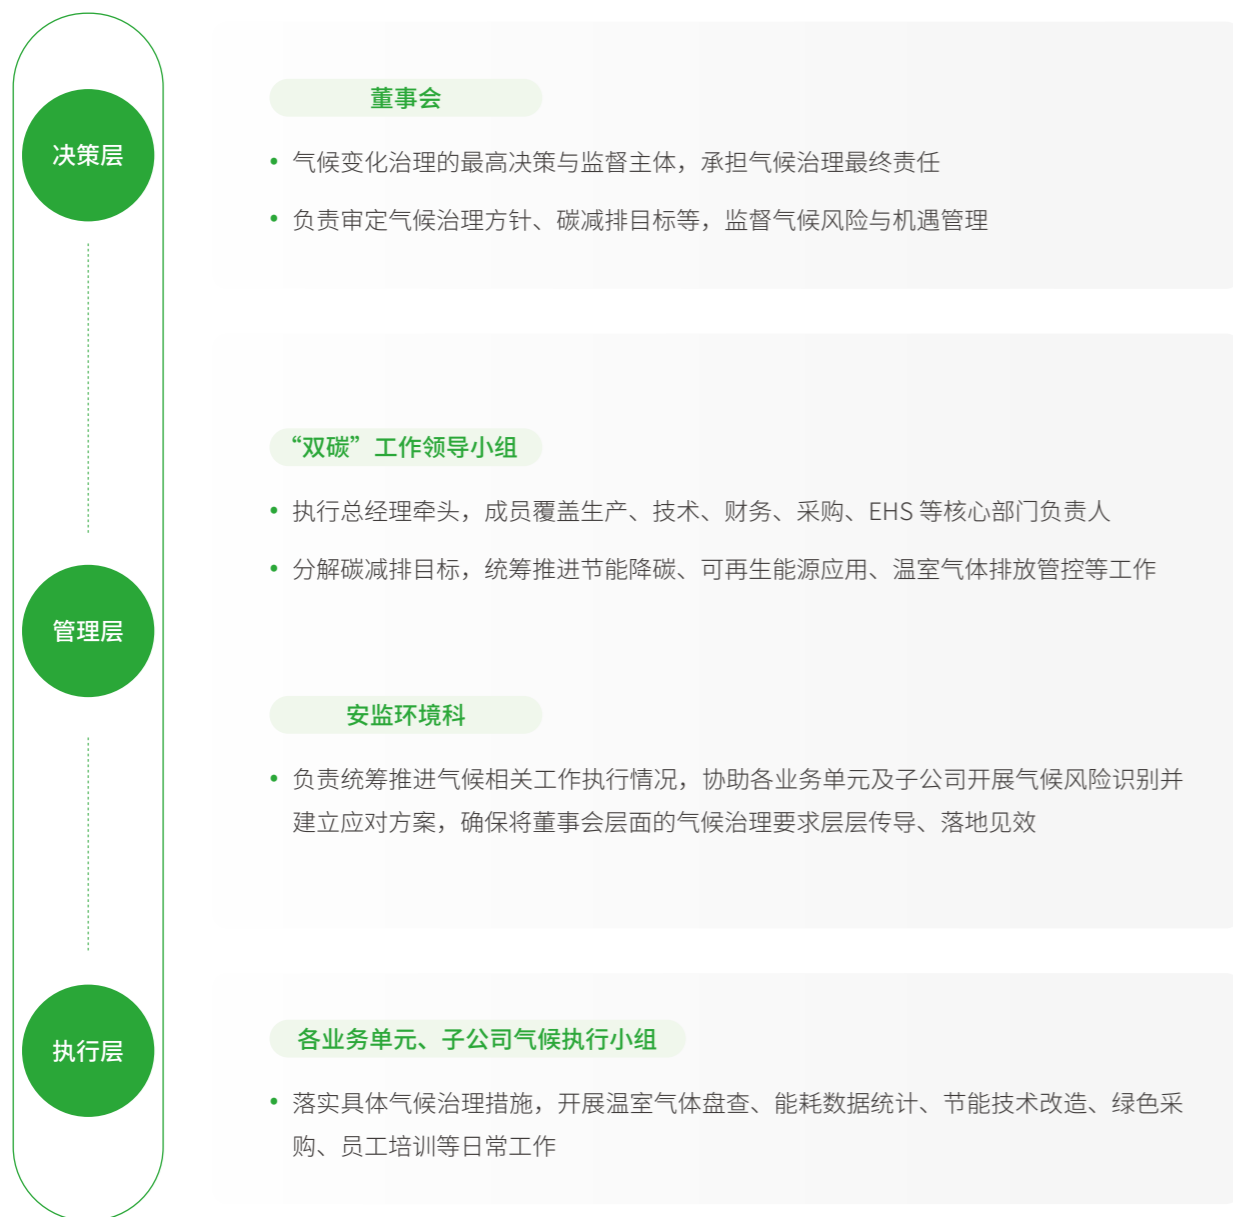 决策层
董事会
• 气候变化治理的最高决策与监督主体，承担气候治理最终责任
• 负责审定气候治理方针、碳减排目标等，监督气候风险与机遇管理
管理层
“双碳”工作领导小组
• 执行总经理牵头，成员覆盖生产、技术、财务、采购、EHS 等核心部门负责人
• 分解碳减排目标，统筹推进节能降碳、可再生能源应用、温室气体排放管控等工作
安监环境科
• 负责统筹推进气候相关工作执行情况，协助各业务单元及子公司开展气候风险识别并
建立应对方案，确保将董事会层面的气候治理要求层层传导、落地见效
执行层
各业务单元、子公司气候执行小组
• 落实具体气候治理措施，开展温室气体盘查、能耗数据统计、节能技术改造、绿色采
购、员工培训等日常工作